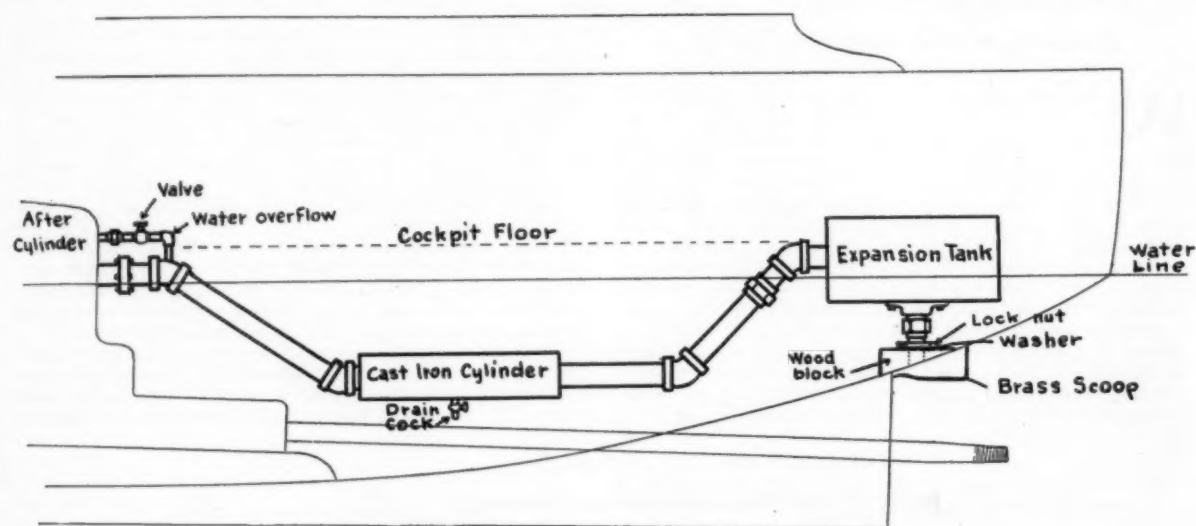 Valve
After
Cylinder
Water overflow
Cockpit Floor
Expansion Tank
Water
Line
Lock nut
Washer
Wood
block
Cast Iron Cylinder
Brass Scoop
Drain
Cock